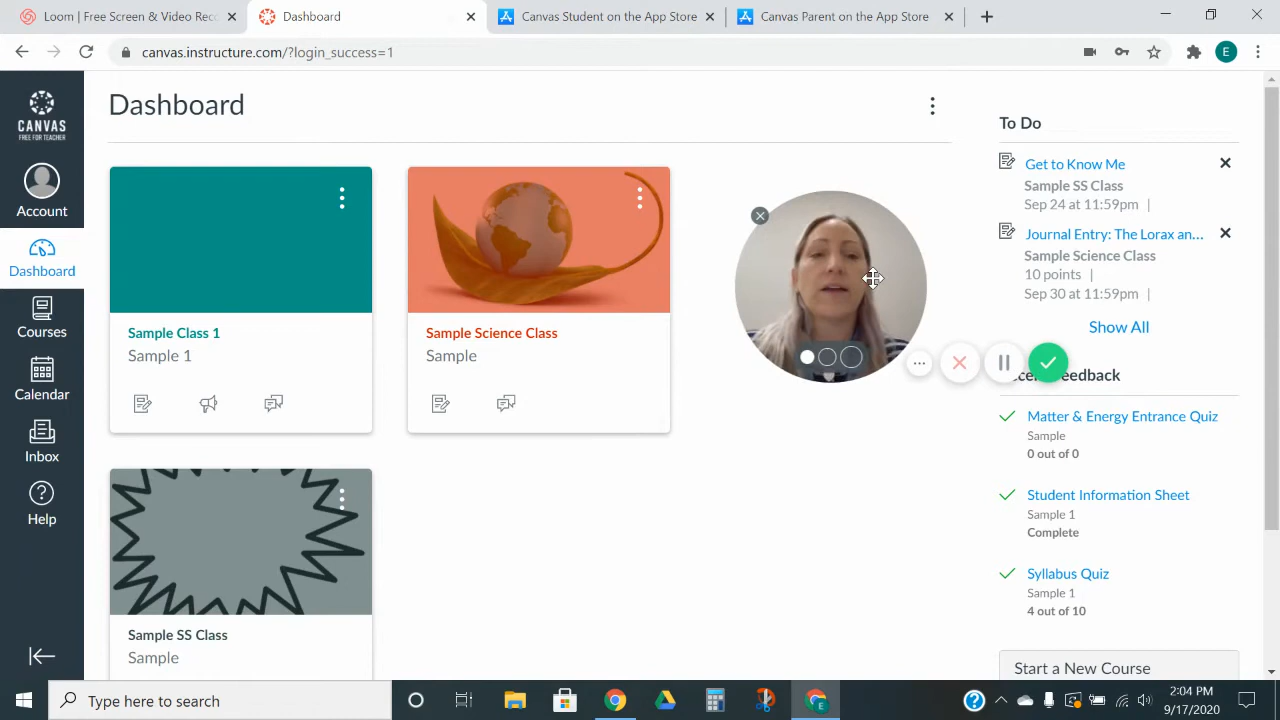 Loom | Free Screen & Video Reco
Dashboard
Canvas Student on the App Store
Canvas Parent on the App Store
canvas.instructure.com/?login_success=1
E
CANVAS
FREE FOR TEACHER
Account
Dashboard
Courses
Calendar
Inbox
Help
Dashboard
Sample Class 1
Sample 1
Sample Science Class
Sample
Sample SS Class
Sample
To Do
Get to Know Me
Sample SS Class
Sep 24 at 11:59pm |
Journal Entry: The Lorax an...
Sample Science Class
10 points |
Sep 30 at 11:59pm |
Show All
Feedback
Matter & Energy Entrance Quiz
Sample
0 out of 0
Student Information Sheet
Sample 1
Complete
Syllabus Quiz
Sample 1
4 out of 10
Start a New Course
Type here to search
E
2:04 PM
9/17/2020